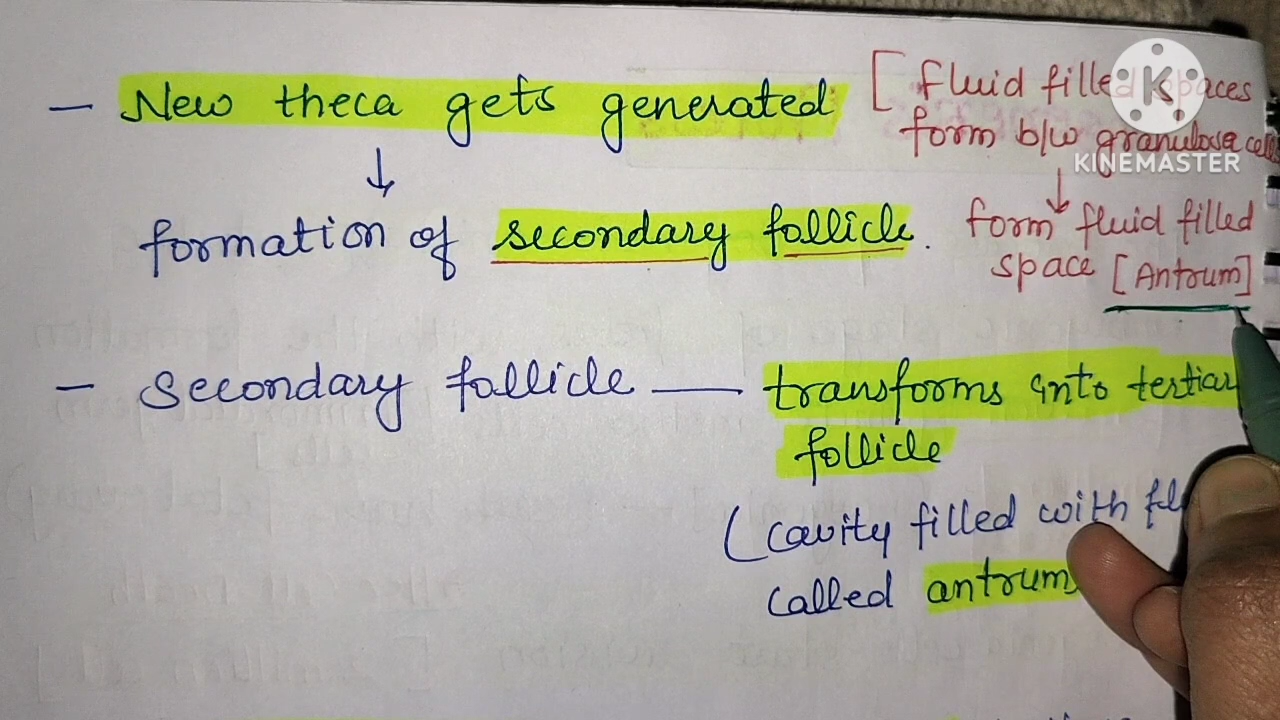 - New theca gets generated
[ fluid filled spaces
form b/w granulosa cells
↓
form fluid filled
space [Antrum]
↓
formation of secondary follicle.
- Secondary follicle — transforms into tertiary
follicle
(cavity filled with
called antrum
KINEMASTER